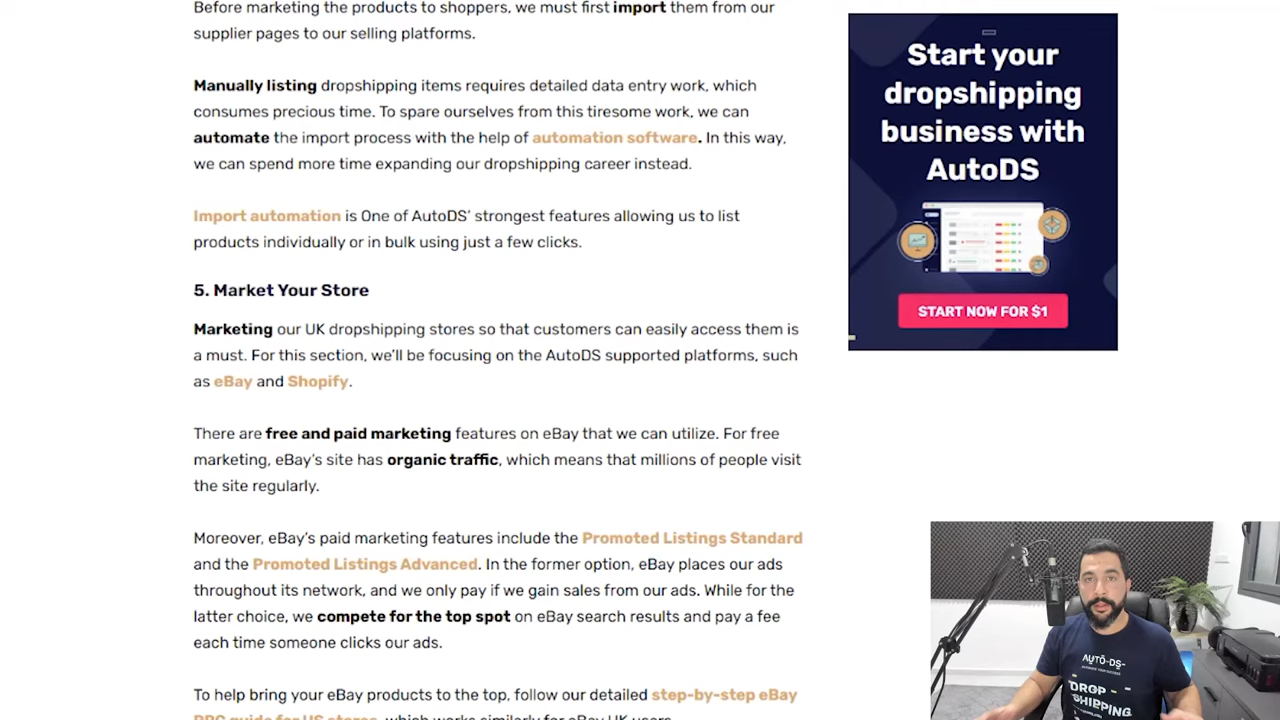 Before marketing the products to shoppers, we must first import them from our
supplier pages to our selling platforms.
Manually listing dropshipping items requires detailed data entry work, which
consumes precious time. To spare ourselves from this tiresome work, we can
automate the import process with the help of automation software. In this way,
we can spend more time expanding our dropshipping career instead.
Import automation is One of AutoDS' strongest features allowing us to list
products individually or in bulk using just a few clicks.
5. Market Your Store
Marketing our UK dropshipping stores so that customers can easily access them is
a must. For this section, we'll be focusing on the AutoDS supported platforms, such
as eBay and Shopify.
There are free and paid marketing features on eBay that we can utilize. For free
marketing, eBay's site has organic traffic, which means that millions of people visit
the site regularly.
Moreover, eBay's paid marketing features include the Promoted Listings Standard
and the Promoted Listings Advanced. In the former option, eBay places our ads
throughout its network, and we only pay if we gain sales from our ads. While for the
latter choice, we compete for the top spot on eBay search results and pay a fee
each time someone clicks our ads.
To help bring your eBay products to the top, follow our detailed step-by-step eBay
PPC guide for US stores, which works similarly for eBay UK users.
Start your
dropshipping
business with
AutoDS
START NOW FOR $1
AUTO-DS-
DROP
SHIPPING